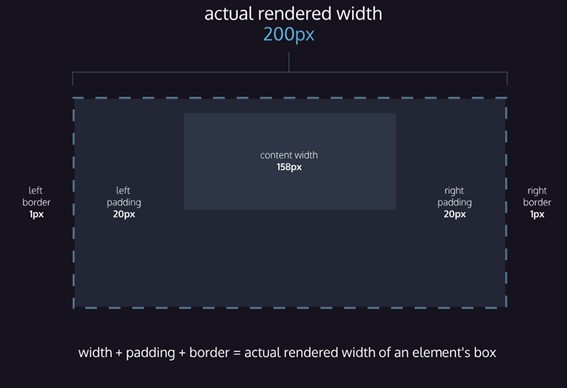 actual rendered width
200px
content width
158px
left
border
1px
left
padding
20px
right
padding
20px
right
border
1px
width + padding + border = actual rendered width of an element's box